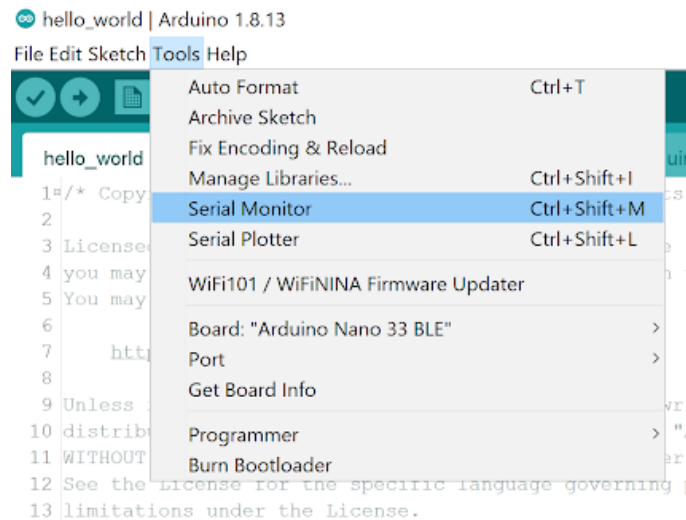 hello_world | Arduino 1.8.13
File Edit Sketch Tools Help
Auto Format Ctrl+T
Archive Sketch
Fix Encoding & Reload
hello_world
Manage Libraries... Ctrl+Shift+I
1 /* Copy
Serial Monitor Ctrl+Shift+M
2
Serial Plotter Ctrl+Shift+L
3
4 you may
WiFi101 / WiFiNINA Firmware Updater
5 You may
6
Board: "Arduino Nano 33 BLE"
7
Port
8
Get Board Info
9 Unless
Programmer
10
11 WITHOUT
Burn Bootloader
12 See the License for the specific language governing
13 limitations under the License.